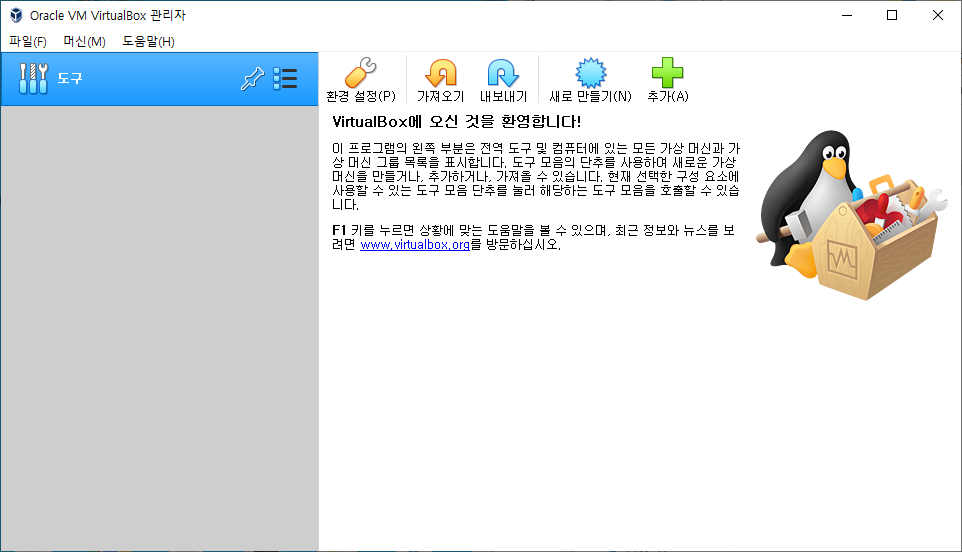 Oracle VM VirtualBox 관리자
파일(F) 머신(M) 도움말(H)
도구
환경 설정(P) 가져오기 내보내기 새로 만들기(N) 추가(A)
VirtualBox에 오신 것을 환영합니다!
이 프로그램의 왼쪽 부분은 전역 도구 및 컴퓨터에 있는 모든 가상 머신과 가
상 머신 그룹 목록을 표시합니다. 도구 모음의 단추를 사용하여 새로운 가상
머신을 만들거나, 추가하거나, 가져올 수 있습니다. 현재 선택한 구성 요소에
사용할 수 있는 도구 모음 단추를 눌러 해당하는 도구 모음을 호출할 수 있습
니다.
F1 키를 누르면 상황에 맞는 도움말을 볼 수 있으며, 최근 정보와 뉴스를 보
려면 www.virtualbox.org를 방문하십시오.